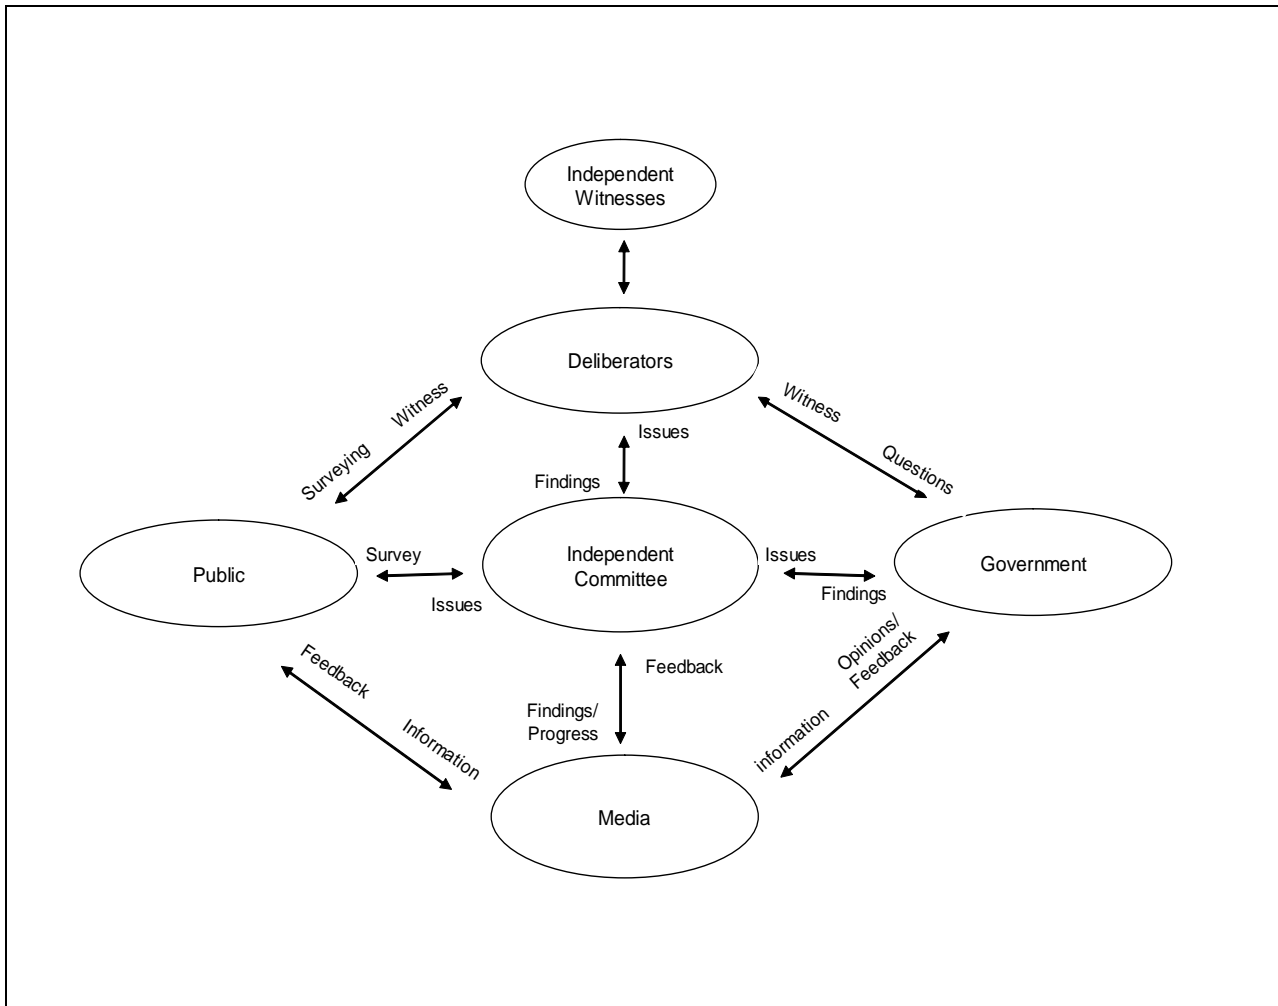 Independent
Witnesses
Deliberators
Witness
Surveying
Witness
Questions
Issues
Findings
Public
Survey
Issues
Independent
Committee
Issues
Findings
Government
Feedback
Information
Feedback
Findings/
Progress
Opinions/
Feedback
information
Media